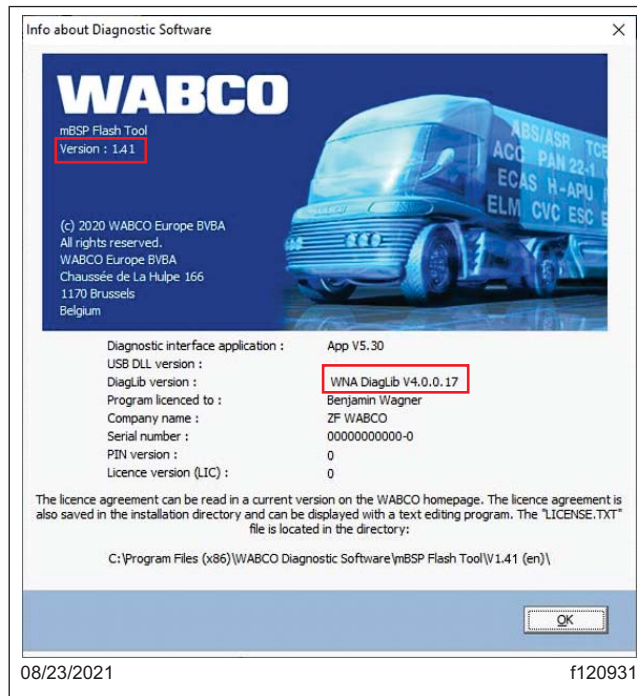 Info about Diagnostic Software
WABCO
mBSP Flash Tool
Version : 1.41
ABS/ASR TCE
ACC PAN 22-1
ECAS H-APU
ELM CVC ESC E
(c) 2020 WABCO Europe BVBA
All rights reserved.
WABCO Europe BVBA
Chaussée de La Hulpe 166
1170 Brussels
Belgium
Diagnostic interface application : App V5.30
USB DLL version :
DiagLib version : WNA DiagLib V4.0.0.17
Program licenced to : Benjamin Wagner
Company name : ZF WABCO
Serial number : 00000000000-0
PIN version : 0
Licence version (LIC) : 0
The licence agreement can be read in a current version on the WABCO homepage. The licence agreement is
also saved in the installation directory and can be displayed with a text editing program. The "LICENSE.TXT"
file is located in the directory:
C:\Program Files (x86)\WABCO Diagnostic Software\mBSP Flash Tool\V1.41 (en)\
OK
08/23/2021 f120931